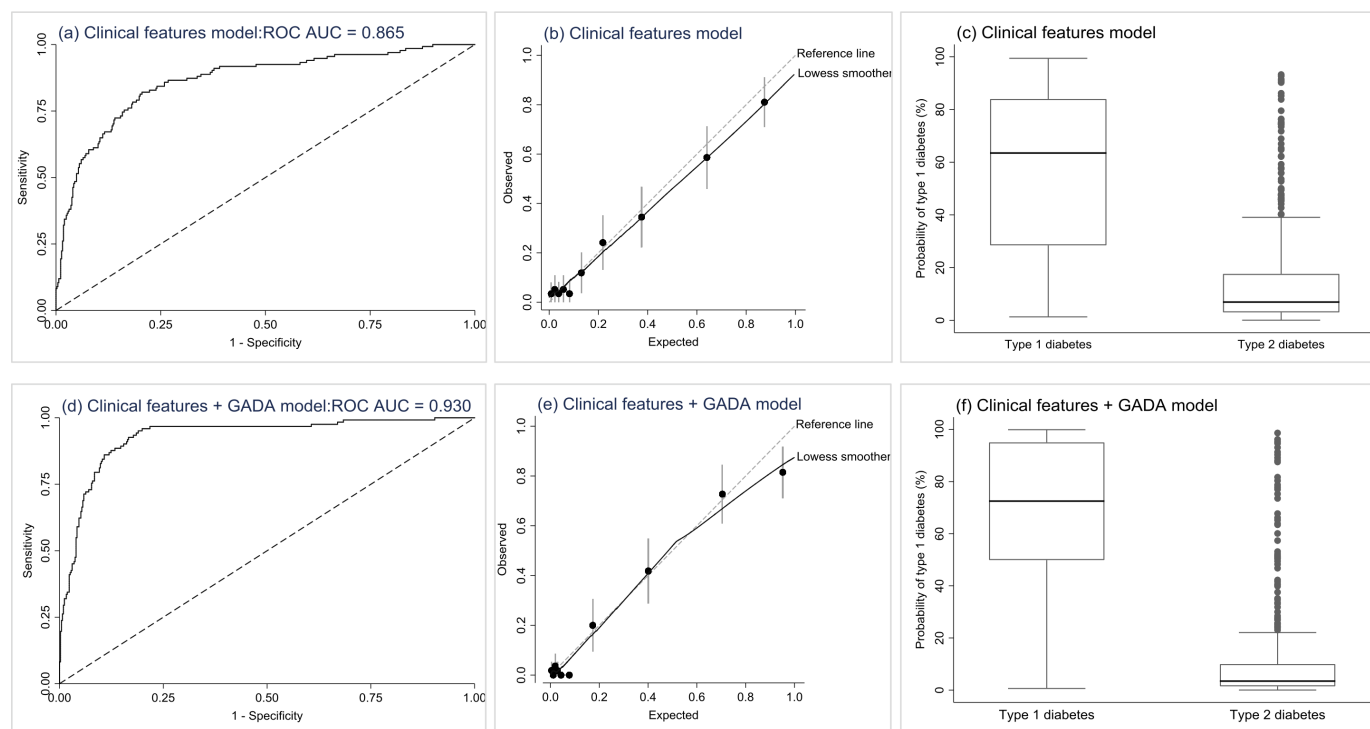 (a) Clinical features model:ROC AUC = 0.865
Sensitivity
1.00
0.75
0.50
0.25
0.00
0.00 0.25 0.50 0.75 1.00
1 - Specificity
(b) Clinical features model
Reference line
Lowess smoother
Observed
1.0
0.8
0.6
0.4
0.2
0.0
0.0 0.2 0.4 0.6 0.8 1.0
Expected
(c) Clinical features model
Probability of type 1 diabetes (%)
100
80
60
40
20
0
Type 1 diabetes Type 2 diabetes
(d) Clinical features + GADA model:ROC AUC = 0.930
Sensitivity
1.00
0.75
0.50
0.25
0.00
0.00 0.25 0.50 0.75 1.00
1 - Specificity
(e) Clinical features + GADA model
Reference line
Lowess smoother
Observed
1.0
0.8
0.6
0.4
0.2
0.0
0.0 0.2 0.4 0.6 0.8 1.0
Expected
(f) Clinical features + GADA model
Probability of type 1 diabetes (%)
100
80
60
40
20
0
Type 1 diabetes Type 2 diabetes